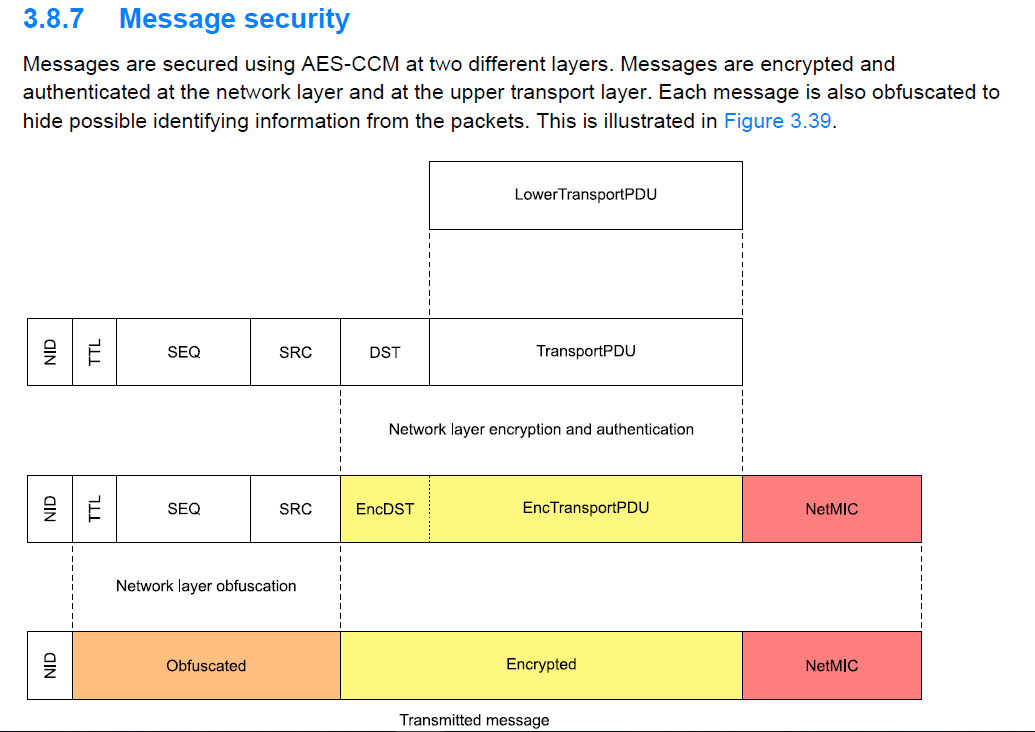 3.8.7 Message security
Messages are secured using AES-CCM at two different layers. Messages are encrypted and
authenticated at the network layer and at the upper transport layer. Each message is also obfuscated to
hide possible identifying information from the packets. This is illustrated in Figure 3.39.
LowerTransportPDU
NID TTL SEQ SRC DST TransportPDU
Network layer encryption and authentication
NID TTL SEQ SRC EncDST EncTransportPDU NetMIC
Network layer obfuscation
NID Obfuscated Encrypted NetMIC
Transmitted message